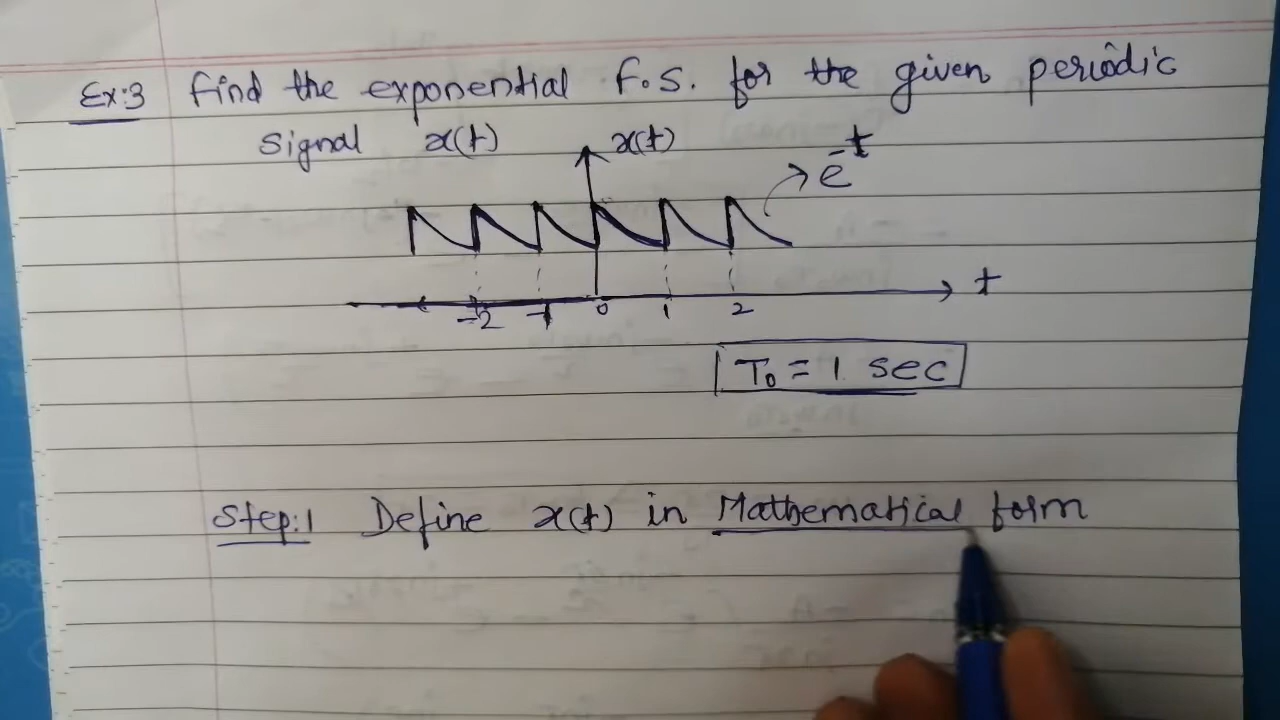 Ex:3 find the exponential F.S. for the given periodic
signal x(t)
x(t)
e^-t
-2 -1 0 1 2 t
T₀ = 1 sec
Step:1 Define x(t) in Mathematical form